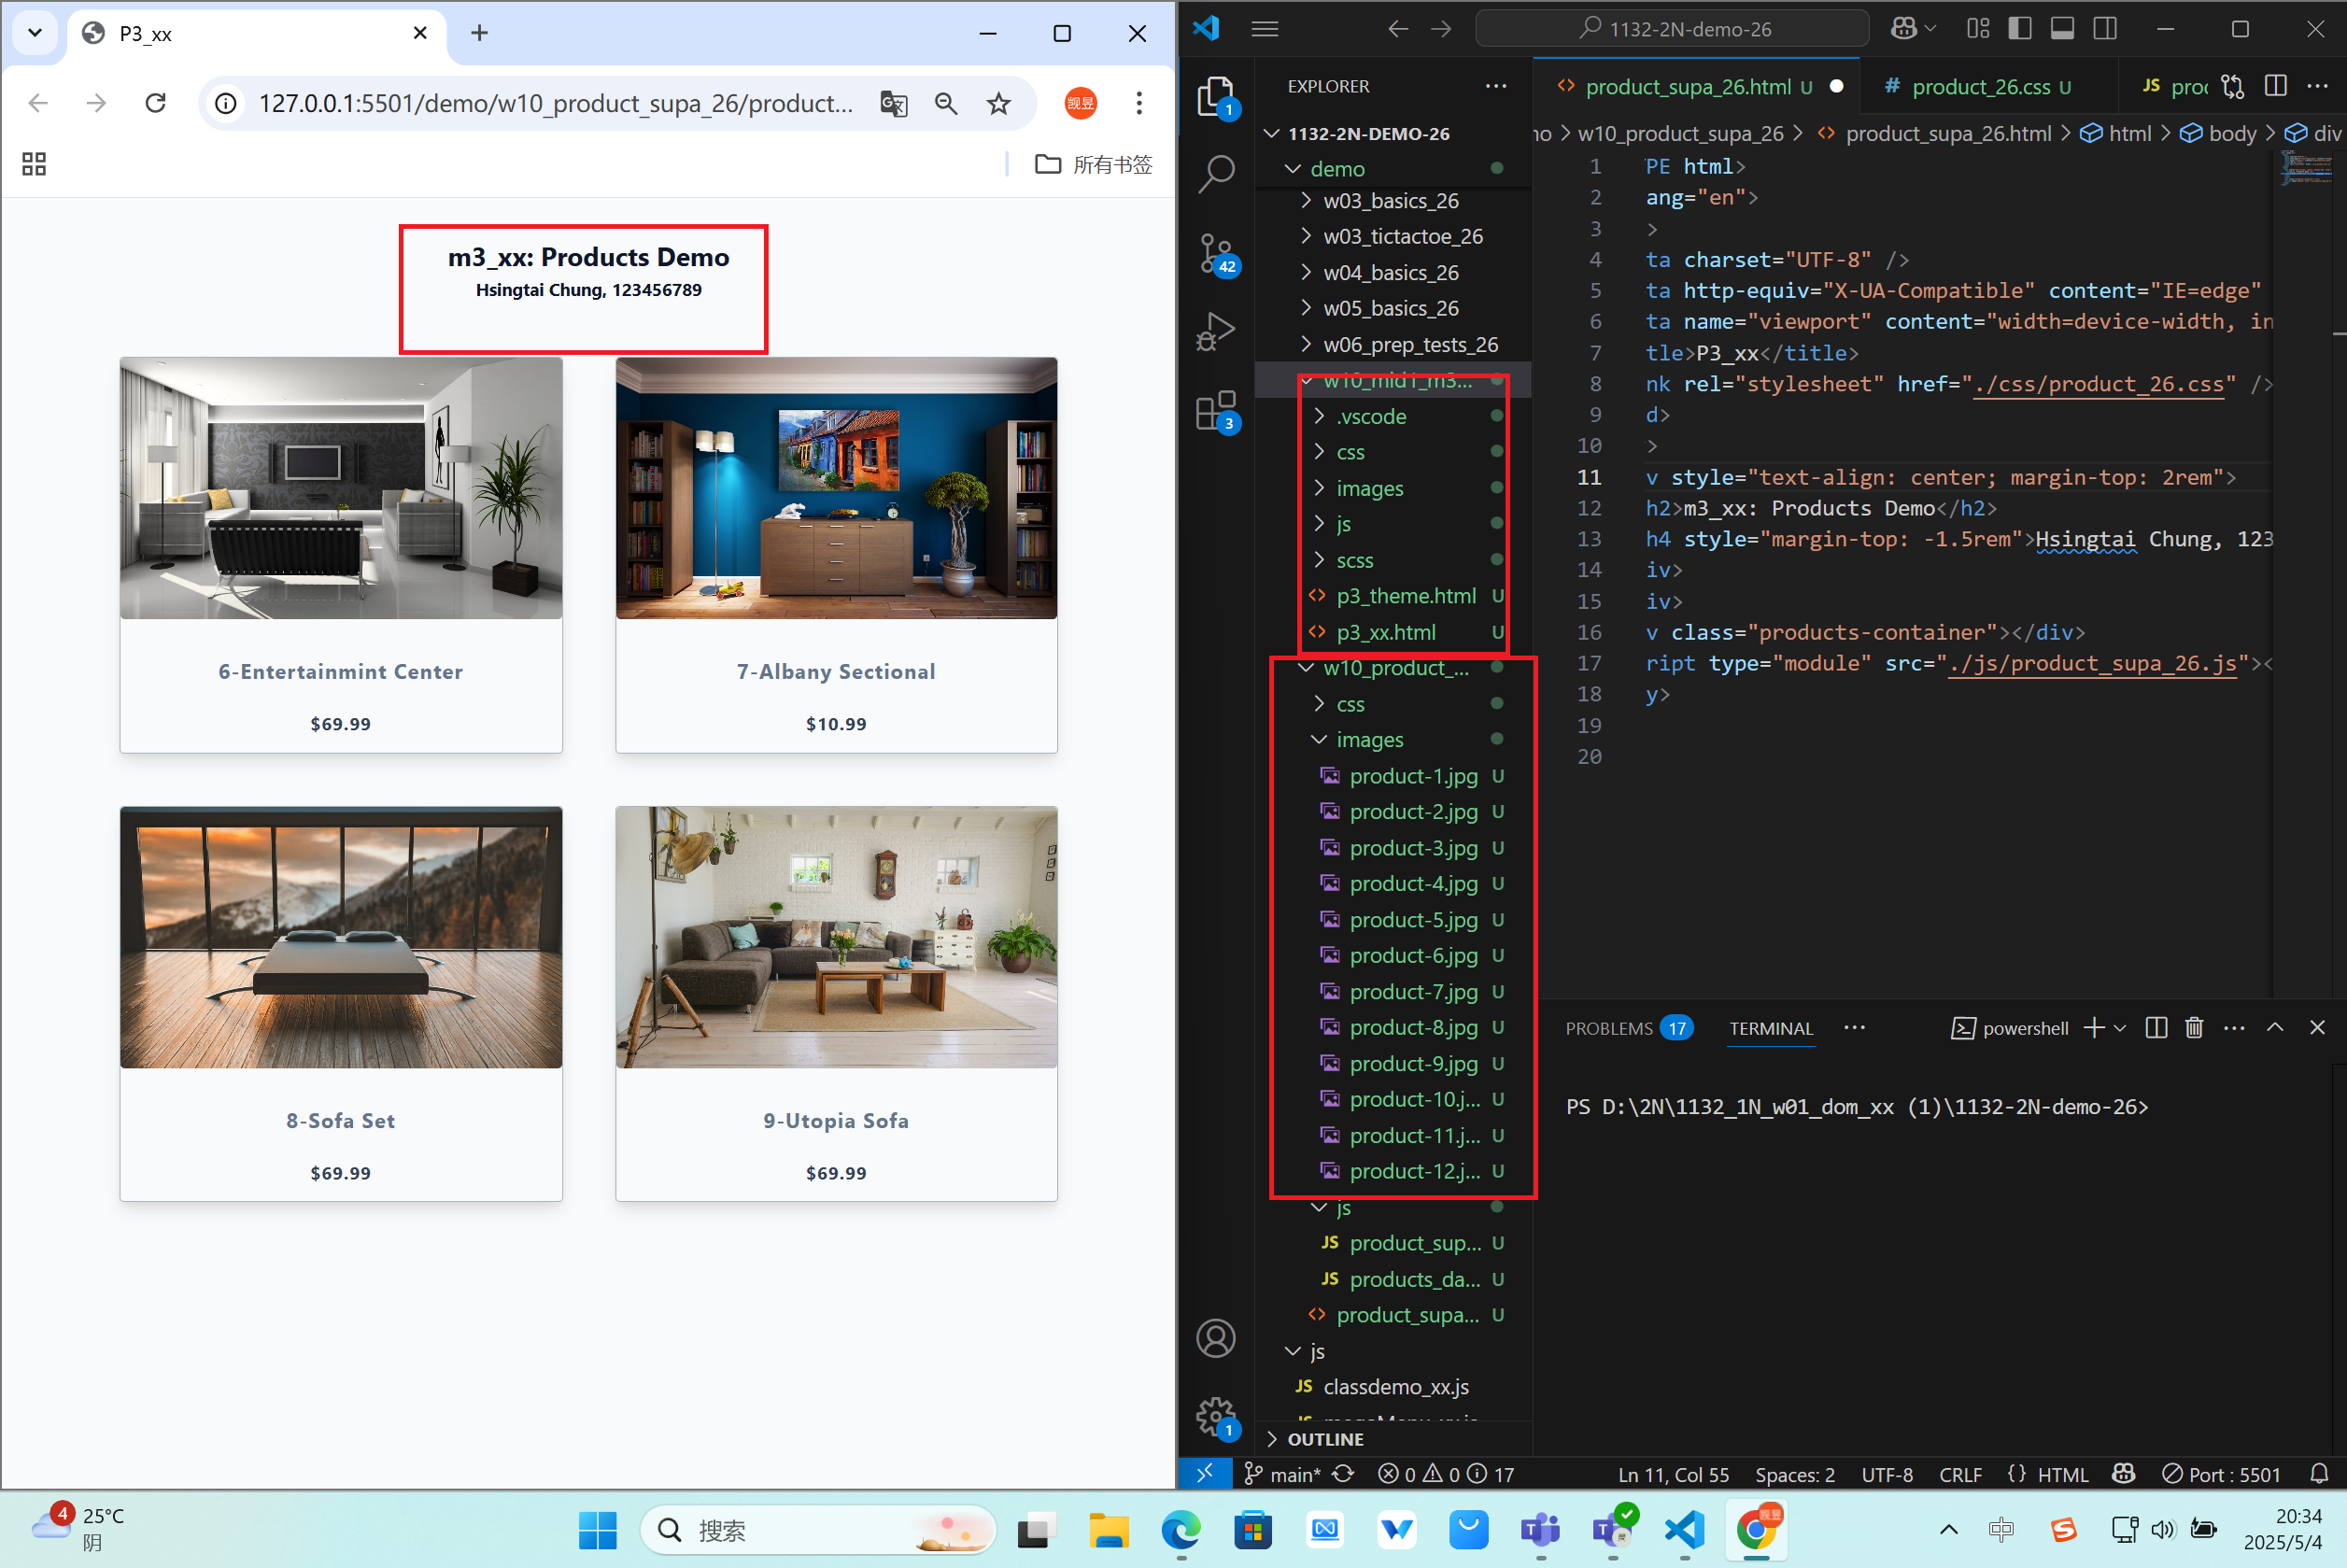 P3_xx
127.0.0.1:5501/demo/w10_product_supa_26/product...
所有书签
m3_xx: Products Demo
Hsingtai Chung, 123456789
6-Entertainmint Center
$69.99
7-Albany Sectional
$10.99
8-Sofa Set
$69.99
9-Utopia Sofa
$69.99
1132-2N-demo-26
EXPLORER
1132-2N-DEMO-26
demo
w03_basics_26
w03_tictactoe_26
w04_basics_26
w05_basics_26
w06_prep_tests_26
w10_mid1_m3...
.vscode
css
images
js
scss
p3_theme.html U
p3_xx.html U
w10_product_...
css
images
product-1.jpg U
product-2.jpg U
product-3.jpg U
product-4.jpg U
product-5.jpg U
product-6.jpg U
product-7.jpg U
product-8.jpg U
product-9.jpg U
product-10.j... U
product-11.j... U
product-12.j... U
js
JS product_sup... U
JS products_da... U
product_supa... U
js
JS classdemo_xx.js
OUTLINE
1
42
3
1
product_supa_26.html U
# product_26.css U
JS proc
no > w10_product_supa_26 > product_supa_26.html > html > body > div
1 PE html>
2 ang="en">
3 >
4 ta charset="UTF-8" />
5 ta http-equiv="X-UA-Compatible" content="IE=edge"
6 ta name="viewport" content="width=device-width, in
7 tle>P3_xx</title>
8 nk rel="stylesheet" href="./css/product_26.css" />
9 d>
10 >
11 v style="text-align: center; margin-top: 2rem">
12 h2>m3_xx: Products Demo</h2>
13 h4 style="margin-top: -1.5rem">Hsingtai Chung, 123
14 iv>
15 iv>
16 v class="products-container"></div>
17 ript type="module" src="./js/product_supa_26.js"><
18 y>
19
20
PROBLEMS 17 TERMINAL ... powershell
PS D:\2N\1132_1N_w01_dom_xx (1)\1132-2N-demo-26>
main* 0 0 17
Ln 11, Col 55 Spaces: 2 UTF-8 CRLF {} HTML Port : 5501
4
25°C
阴
搜索
中
20:34
2025/5/4